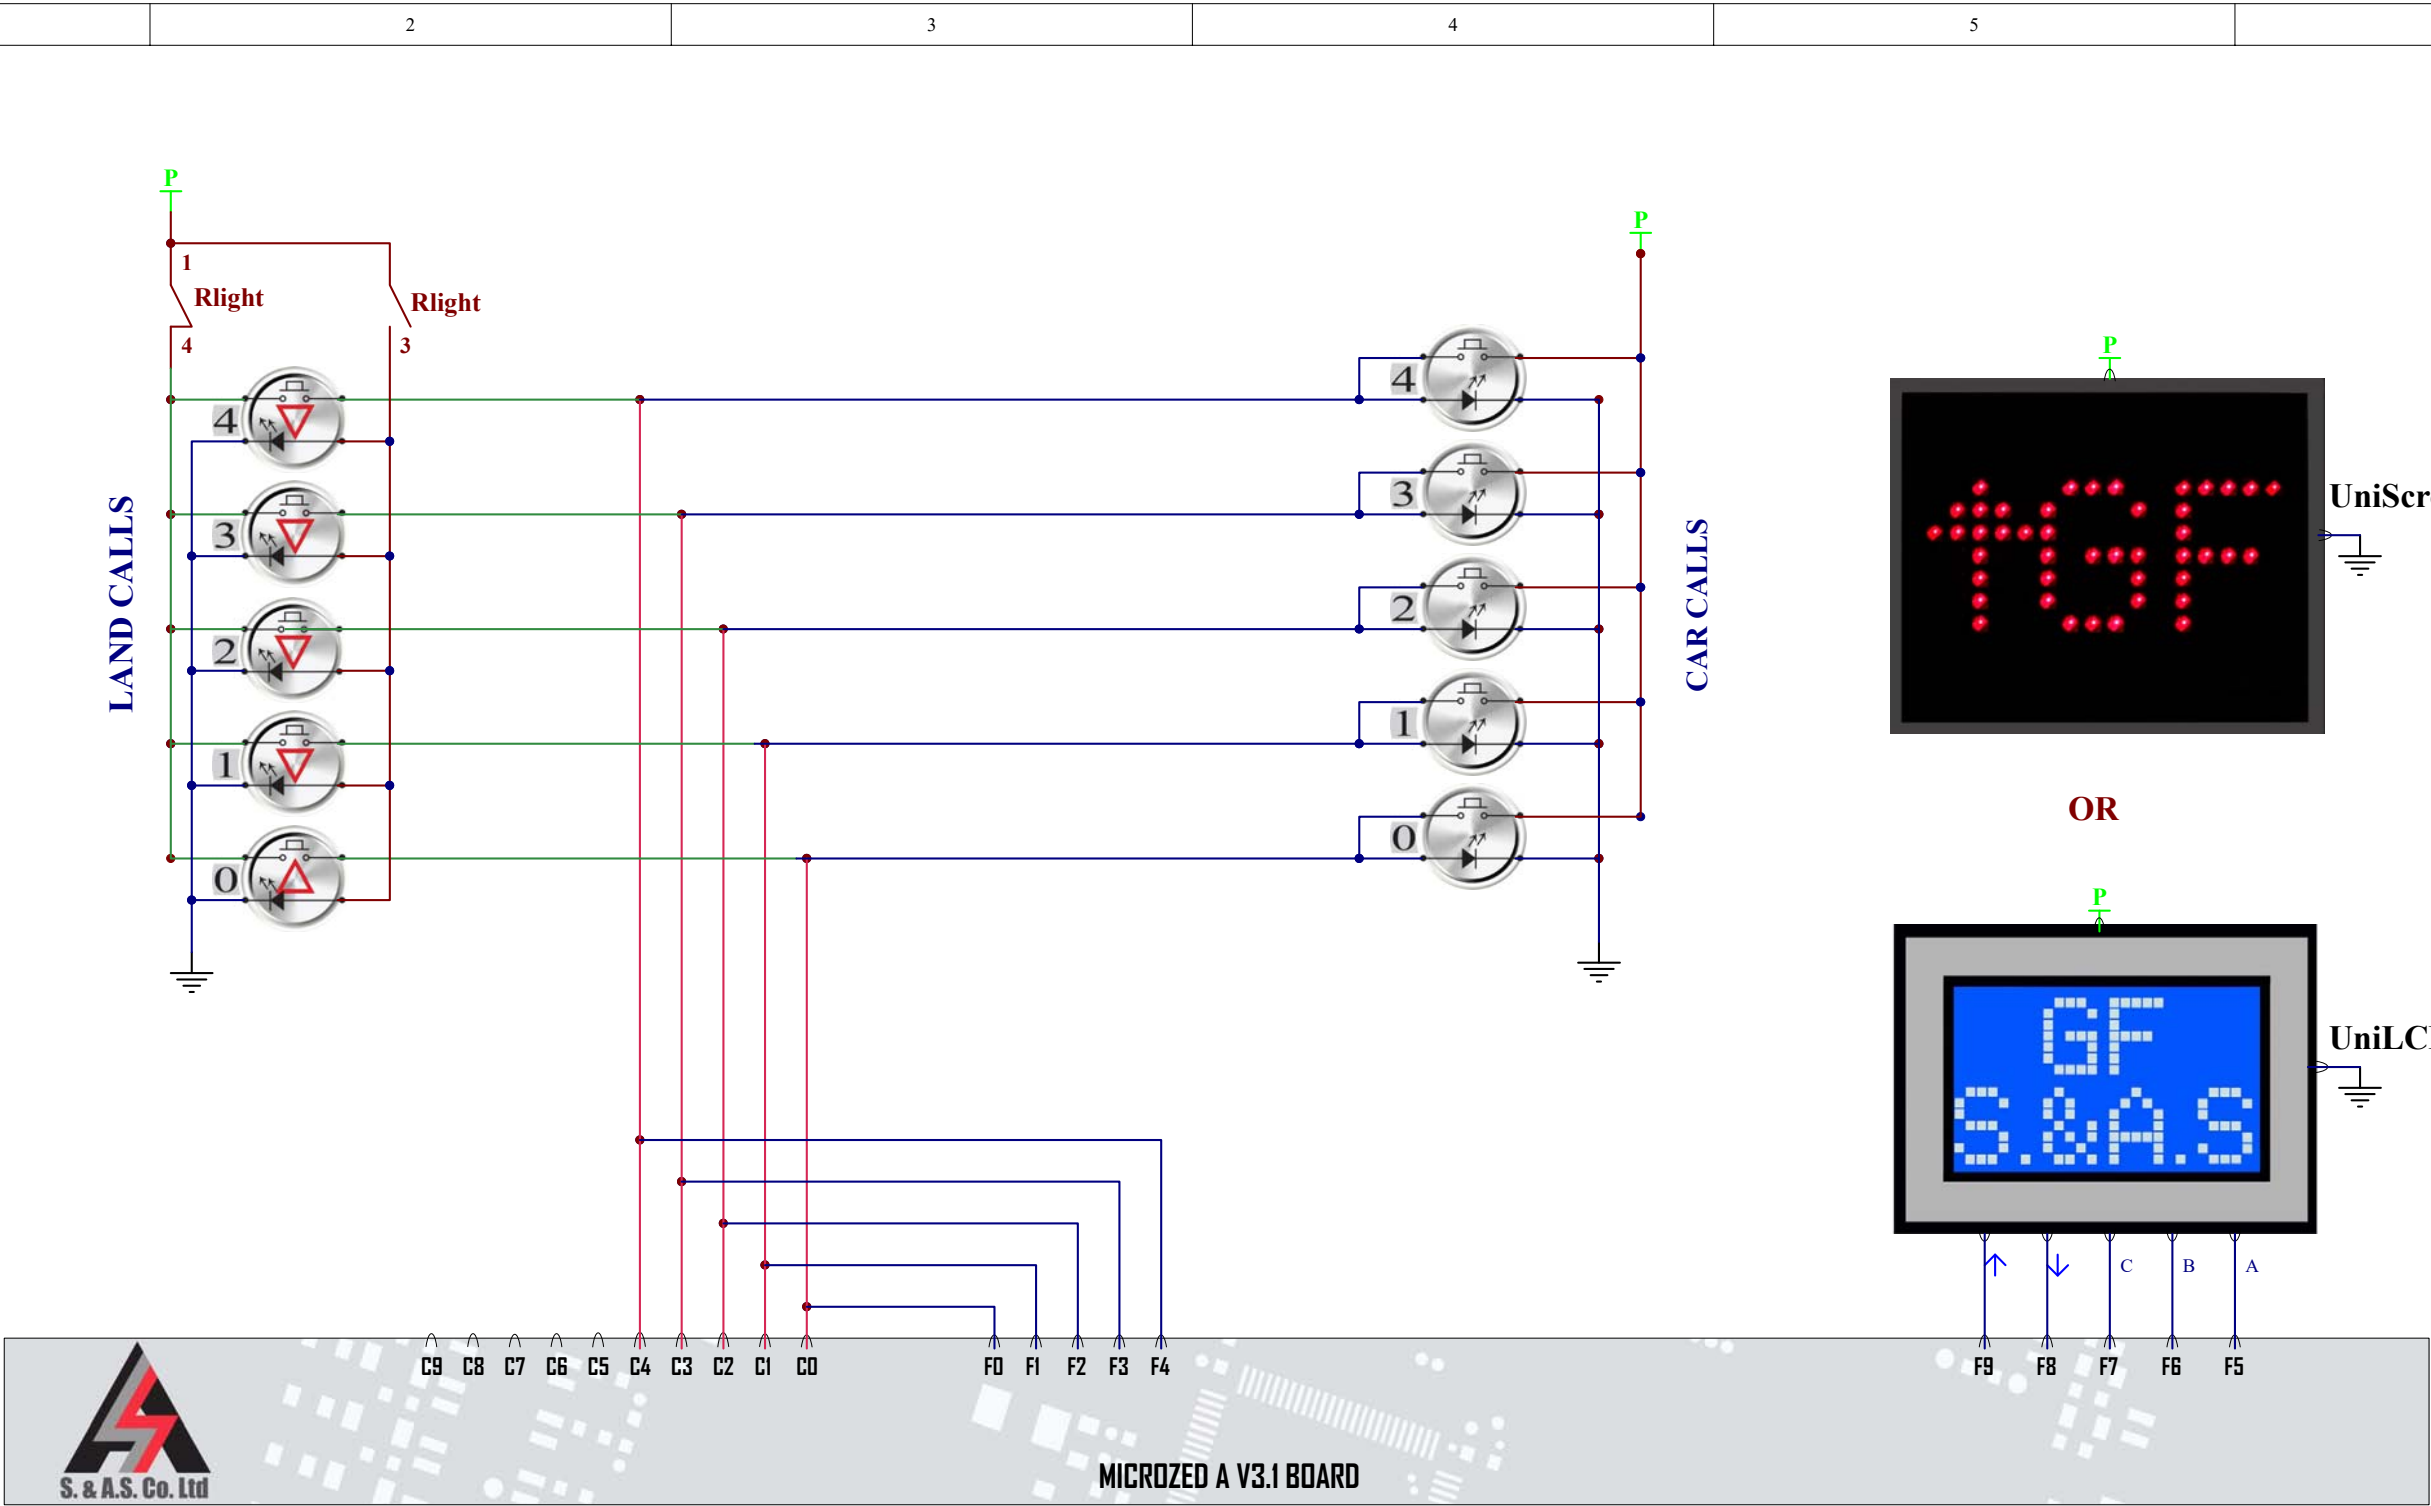 2 3 4 5
P
1
Rlight
Rlight
4
3
LAND CALLS
4
3
2
1
0
P
4
3
2
1
0
CAR CALLS
P
GF
UniScr
OR
P
GF
S.&A.S
UniLC
C B A
C9 C8 C7 C6 C5 C4 C3 C2 C1 C0 F0 F1 F2 F3 F4 F9 F8 F7 F6 F5
S. & A.S. Co. Ltd
MICROZED A V3.1 BOARD